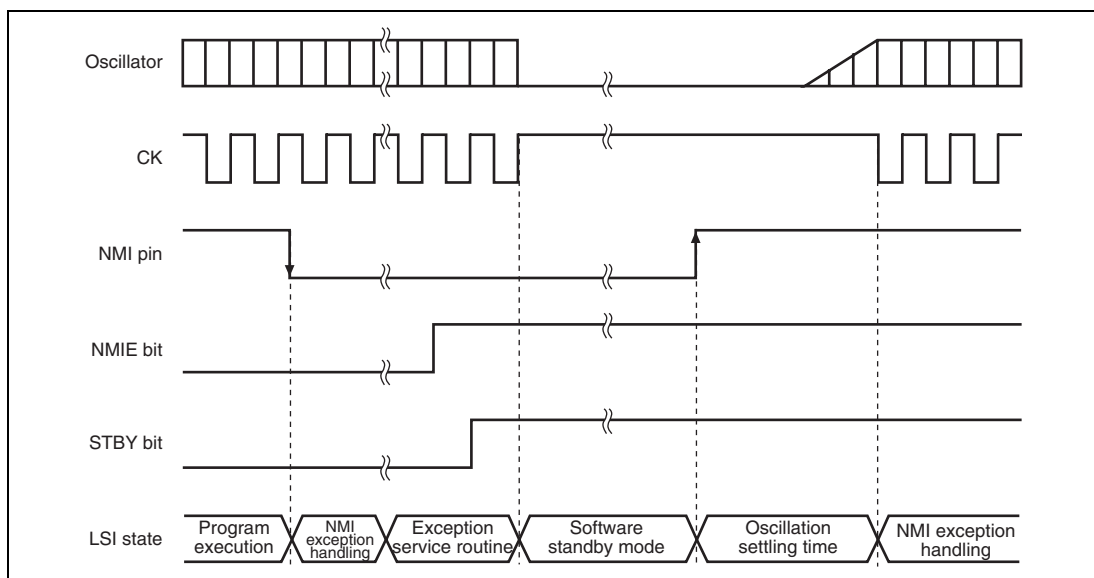 Oscillator
CK
NMI pin
NMIE bit
STBY bit
LSI state
Program
execution
NMI
exception
handling
Exception
service routine
Software
standby mode
Oscillation
settling time
NMI exception
handling